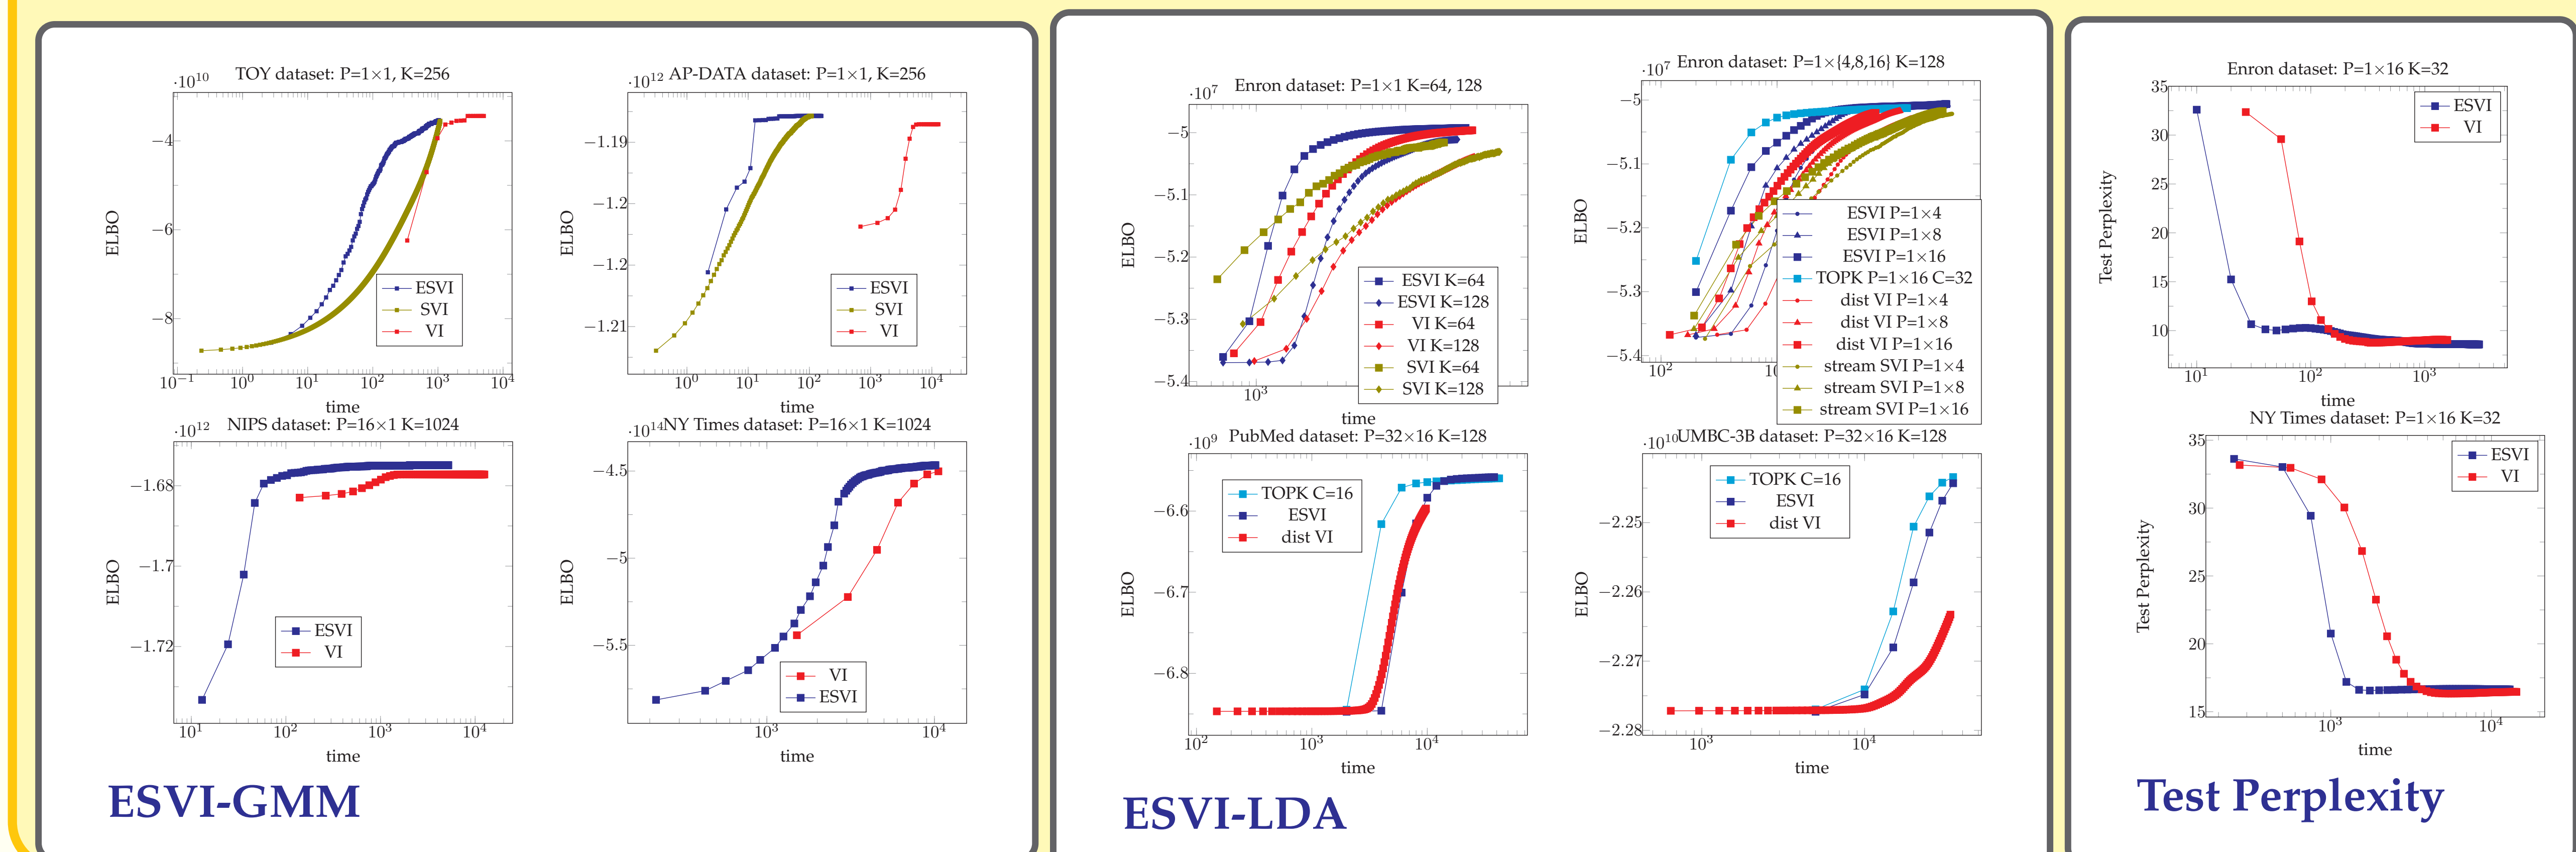 ·10^10 TOY dataset: P=1×1, K=256
−4
−6
−8
ELBO
ESVI
SVI
VI
10^−1 10^0 10^1 10^2 10^3 10^4
time
·10^12 AP-DATA dataset: P=1×1, K=256
−1.19
−1.2
−1.2
−1.21
ELBO
ESVI
SVI
VI
10^0 10^1 10^2 10^3 10^4
time
·10^12 NIPS dataset: P=16×1 K=1024
−1.68
−1.7
−1.72
ELBO
ESVI
VI
10^1 10^2 10^3 10^4
time
·10^14 NY Times dataset: P=16×1 K=1024
−4.5
−5
−5.5
ELBO
VI
ESVI
10^3 10^4
time
ESVI-GMM
·10^7 Enron dataset: P=1×1 K=64, 128
−5
−5.1
−5.2
−5.3
−5.4
ELBO
ESVI K=64
ESVI K=128
VI K=64
VI K=128
SVI K=64
SVI K=128
10^3
time
·10^7 Enron dataset: P=1×{4,8,16} K=128
−5
−5.1
−5.2
−5.3
−5.4
ELBO
ESVI P=1×4
ESVI P=1×8
ESVI P=1×16
TOPK P=1×16 C=32
dist VI P=1×4
dist VI P=1×8
dist VI P=1×16
stream SVI P=1×4
stream SVI P=1×8
stream SVI P=1×16
10^2
·10^9 PubMed dataset: P=32×16 K=128
−6.6
−6.7
−6.8
ELBO
TOPK C=16
ESVI
dist VI
10^2 10^3 10^4
time
·10^10 UMBC-3B dataset: P=32×16 K=128
−2.25
−2.26
−2.27
−2.28
ELBO
TOPK C=16
ESVI
dist VI
10^3 10^4
time
ESVI-LDA
Enron dataset: P=1×16 K=32
35
30
25
20
15
10
Test Perplexity
ESVI
VI
10^1 10^2 10^3
time
NY Times dataset: P=1×16 K=32
35
30
25
20
15
Test Perplexity
ESVI
VI
10^3 10^4
time
Test Perplexity